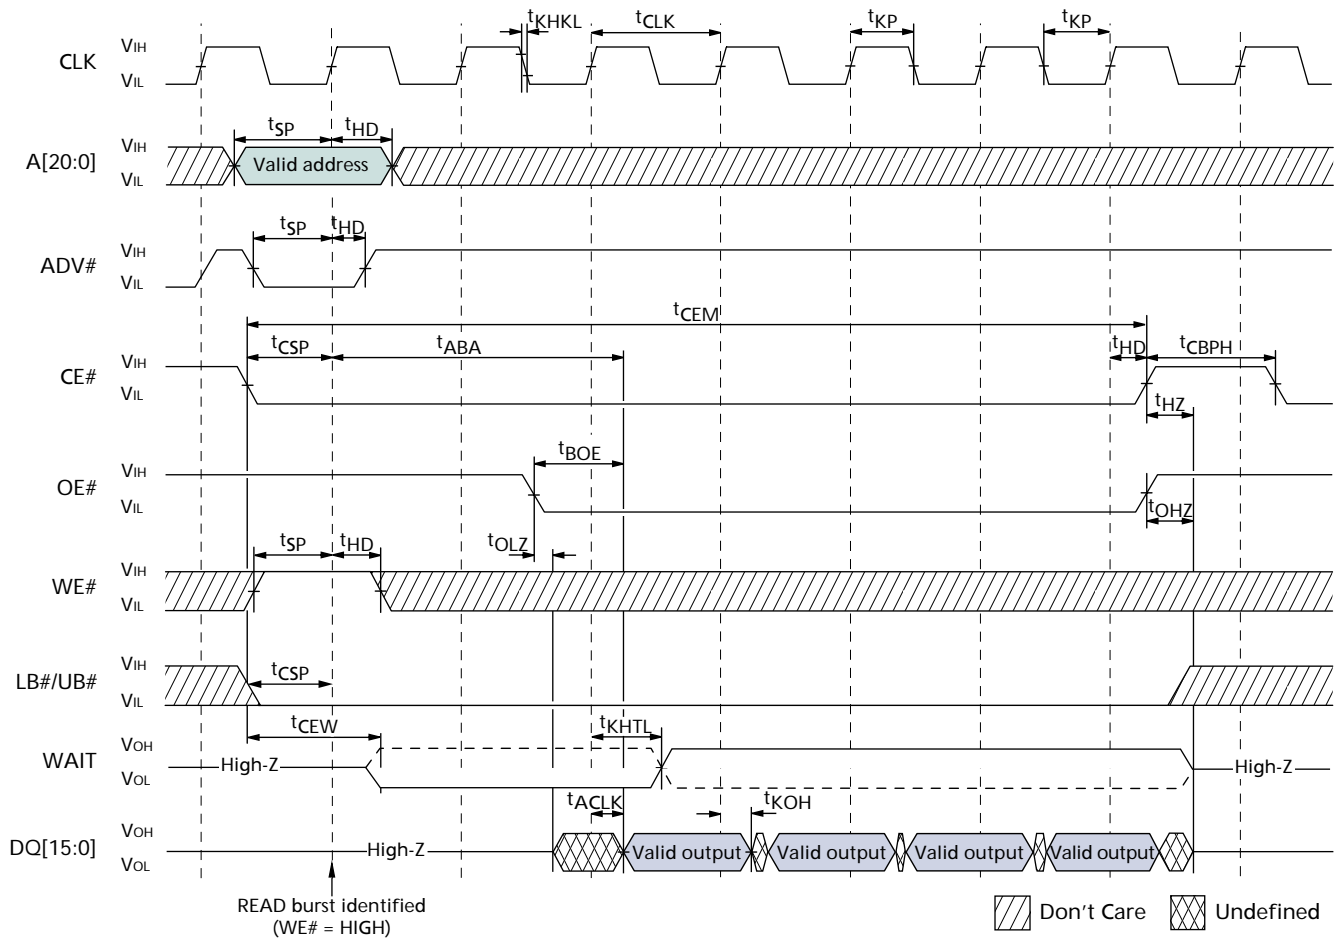 tKHKL tCLK tKP tKP
CLK VIH VIL
tSP tHD
A[20:0] VIH VIL Valid address
tSP tHD
ADV# VIH VIL
tCEM
tCSP tABA tHD tCBPH
CE# VIH VIL
tHZ
tBOE
OE# VIH VIL
tOHZ
tSP tHD tOLZ
WE# VIH VIL
LB#/UB# VIH VIL tCSP
tCEW tKHTL
WAIT VOH VOL High-Z High-Z
tACLK tKOH
DQ[15:0] VOH VOL High-Z Valid output Valid output Valid output Valid output
READ burst identified
(WE# = HIGH)
Don't Care Undefined